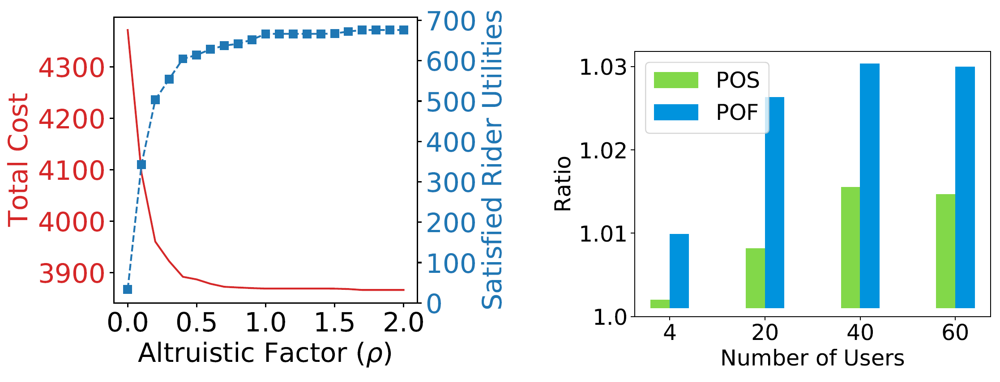 Total Cost
4300
4200
4100
4000
3900
0.0 0.5 1.0 1.5 2.0
Altruistic Factor (ρ)
700
600
500
400
300
200
100
0
Satisfied Rider Utilities
Ratio
1.03
1.02
1.01
1.0
POS
POF
4 20 40 60
Number of Users